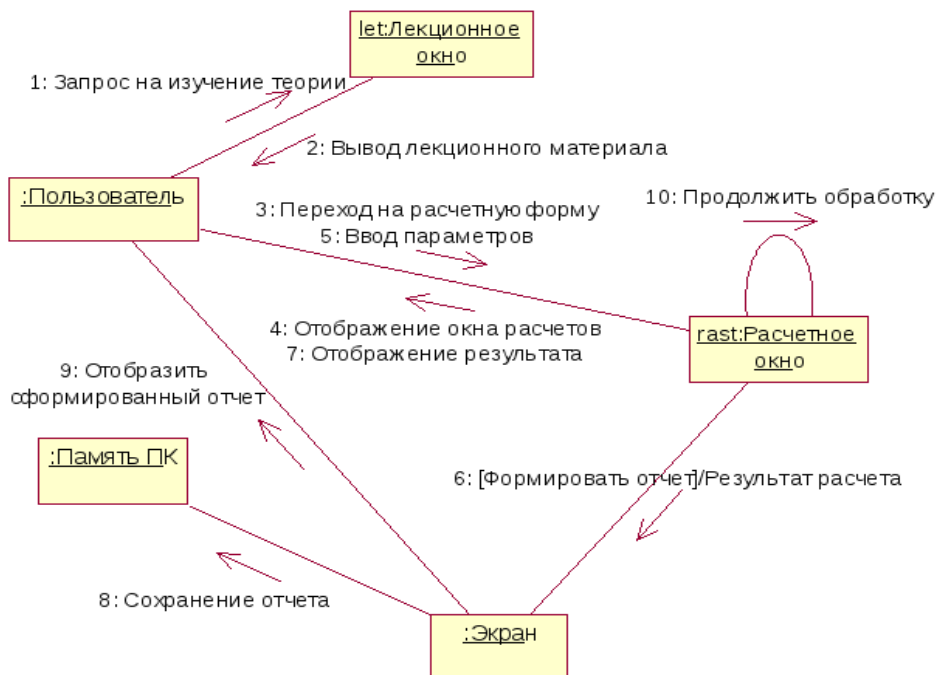 let:Лекционное
окно
1: Запрос на изучение теории
2: Вывод лекционного материала
:Пользователь
3: Переход на расчетную форму
5: Ввод параметров
10: Продолжить обработку
4: Отображение окна расчетов
7: Отображение результата
rast:Расчетное
окно
9: Отобразить
сформированный отчет
:Память ПК
6: [Формировать отчет]/Результат расчета
8: Сохранение отчета
:Экран